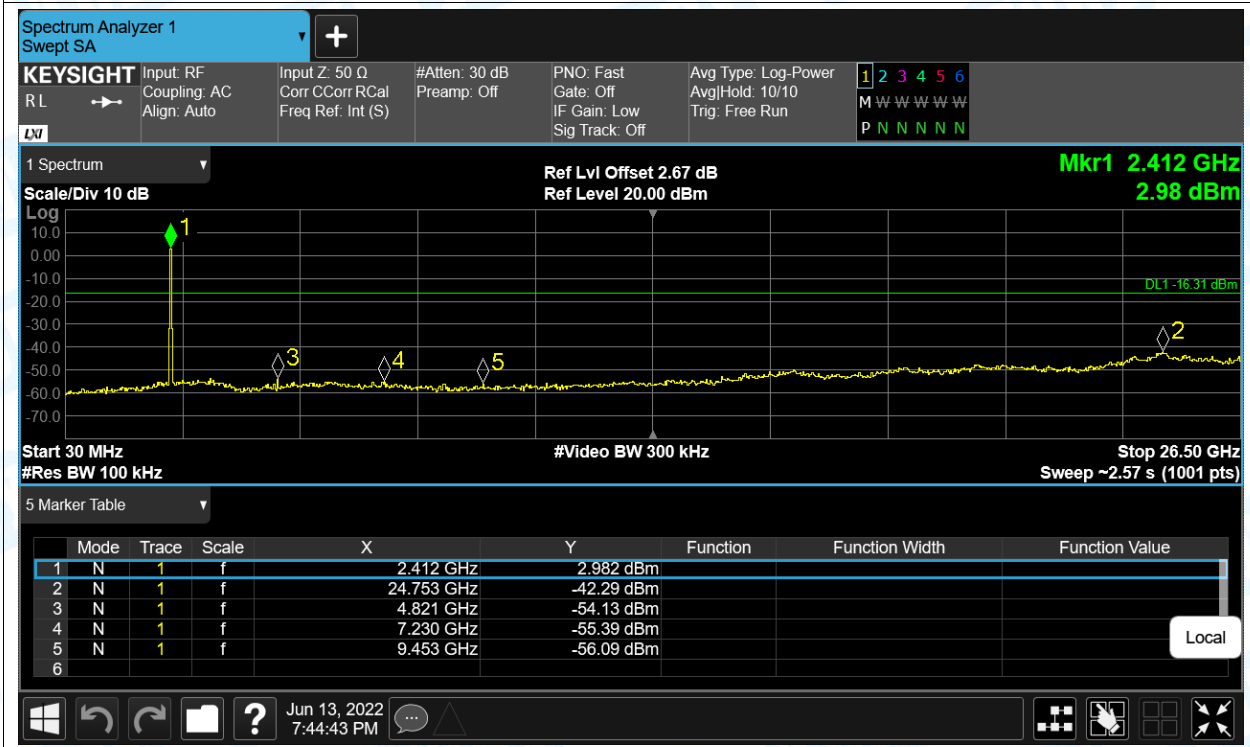 Spectrum Analyzer 1
Swept SA
KEYSIGHT
R L
LXI
Input: RF
Coupling: AC
Align: Auto
Input Z: 50 Ω
Corr CCorr RCal
Freq Ref: Int (S)
#Atten: 30 dB
Preamp: Off
PNO: Fast
Gate: Off
IF Gain: Low
Sig Track: Off
Avg Type: Log-Power
Avg|Hold: 10/10
Trig: Free Run
1 2 3 4 5 6
M W W W W W
P N N N N N
1 Spectrum
Scale/Div 10 dB
Ref Lvl Offset 2.67 dB
Ref Level 20.00 dBm
Mkr1 2.412 GHz
2.98 dBm
Log
10.0
0.00
-10.0
-20.0
-30.0
-40.0
-50.0
-60.0
-70.0
1
DL1 -16.31 dBm
2
3
4
5
Start 30 MHz
#Res BW 100 kHz
#Video BW 300 kHz
Stop 26.50 GHz
Sweep ~2.57 s (1001 pts)
5 Marker Table
Mode Trace Scale X Y Function Function Width Function Value
1 N 1 f 2.412 GHz 2.982 dBm
2 N 1 f 24.753 GHz -42.29 dBm
3 N 1 f 4.821 GHz -54.13 dBm
4 N 1 f 7.230 GHz -55.39 dBm
5 N 1 f 9.453 GHz -56.09 dBm
6
Local
?
Jun 13, 2022
7:44:43 PM